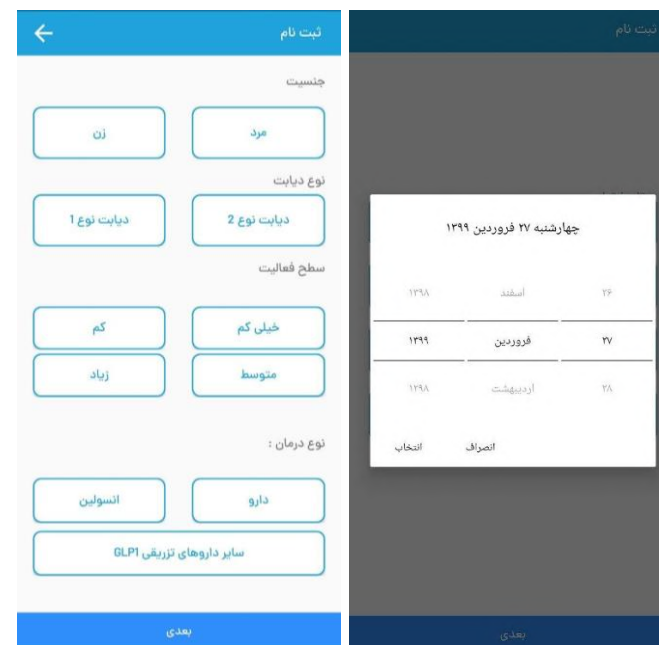 ثبت نام
جنسیت
مرد
زن
نوع دیابت
دیابت نوع 2
دیابت نوع 1
سطح فعالیت
خیلی کم
کم
متوسط
زیاد
نوع درمان :
دارو
انسولین
سایر داروهای تزریقی GLP1
بعدی
ثبت نام
چهارشنبه ۲۷ فروردین ۱۳۹۹
۲۶ اسفند ۱۳۹۸
۲۷ فروردین ۱۳۹۹
۲۸ اردیبهشت ۱۳۹۸
انصراف
انتخاب
بعدی